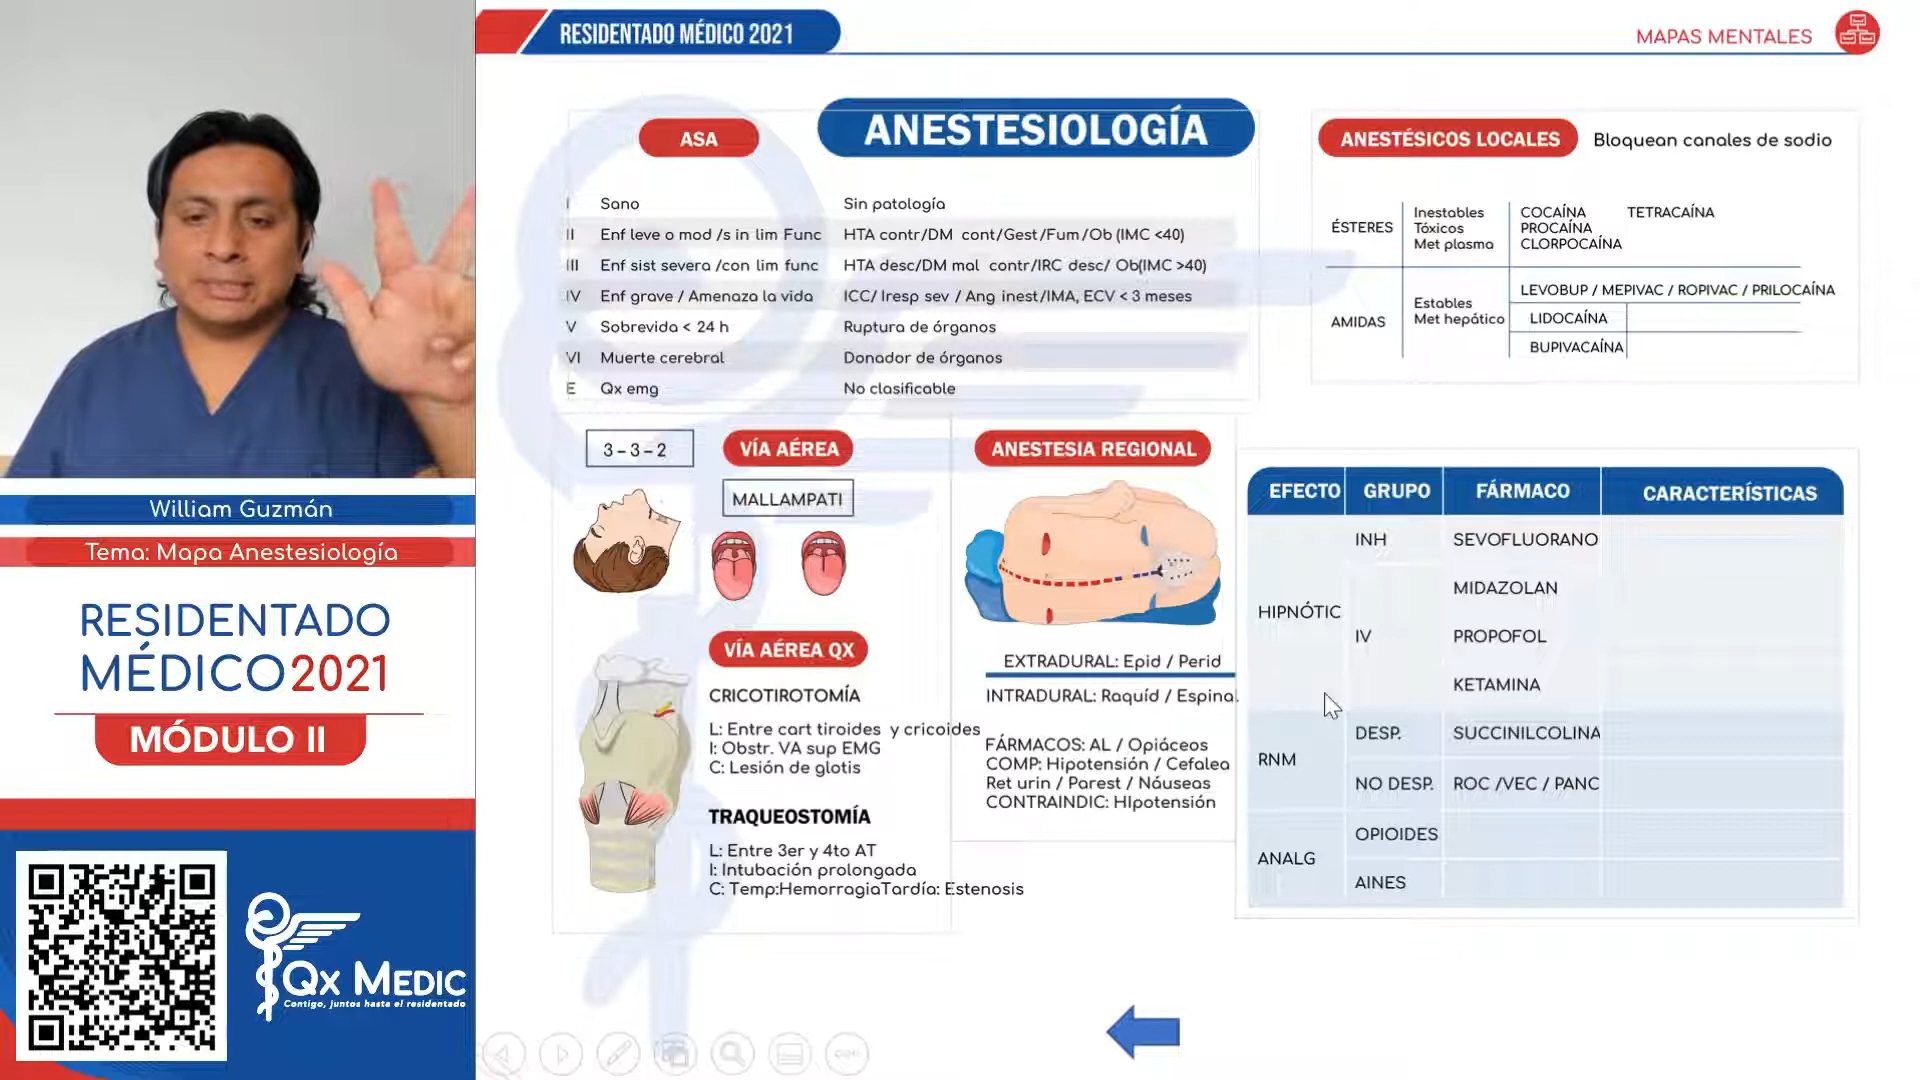 RESIDENTADO MÉDICO 2021
MAPAS MENTALES
ANESTESIOLOGÍA
ASA
I Sano Sin patología
II Enf leve o mod /s in lim Func HTA contr/DM cont/Gest/Fum/Ob (IMC <40)
III Enf sist severa /con lim func HTA desc/DM mal contr/IRC desc/ Ob(IMC >40)
IV Enf grave / Amenaza la vida ICC/ Iresp sev / Ang inest/IMA, ECV < 3 meses
V Sobrevida < 24 h Ruptura de órganos
VI Muerte cerebral Donador de órganos
E Qx emg No clasificable
ANESTÉSICOS LOCALES Bloquean canales de sodio
ÉSTERES
Inestables
Tóxicos
Met plasma
COCAÍNA TETRACAÍNA
PROCAÍNA
CLORPOCAÍNA
AMIDAS
Estables
Met hepático
LEVOBUP / MEPIVAC / ROPIVAC / PRILOCAÍNA
LIDOCAÍNA
BUPIVACAÍNA
3 – 3 – 2
VÍA AÉREA
MALLAMPATI
VÍA AÉREA QX
CRICOTIROTOMÍA
L: Entre cart tiroides y cricoides
I: Obstr. VA sup EMG
C: Lesión de glotis
TRAQUEOSTOMÍA
L: Entre 3er y 4to AT
I: Intubación prolongada
C: Temp:HemorragiaTardía: Estenosis
ANESTESIA REGIONAL
EXTRADURAL: Epid / Perid
INTRADURAL: Raquíd / Espinal
FÁRMACOS: AL / Opiáceos
COMP: Hipotensión / Cefalea
Ret urin / Parest / Náuseas
CONTRAINDIC: HIpotensión
EFECTO GRUPO FÁRMACO CARACTERÍSTICAS
HIPNÓTIC
INH SEVOFLUORANO
MIDAZOLAN
IV PROPOFOL
KETAMINA
RNM
DESP. SUCCINILCOLINA
NO DESP. ROC /VEC / PANC
ANALG
OPIOIDES
AINES
William Guzmán
Tema: Mapa Anestesiología
RESIDENTADO
MÉDICO 2021
MÓDULO II
QX MEDIC
Contigo, juntos hasta el residentado